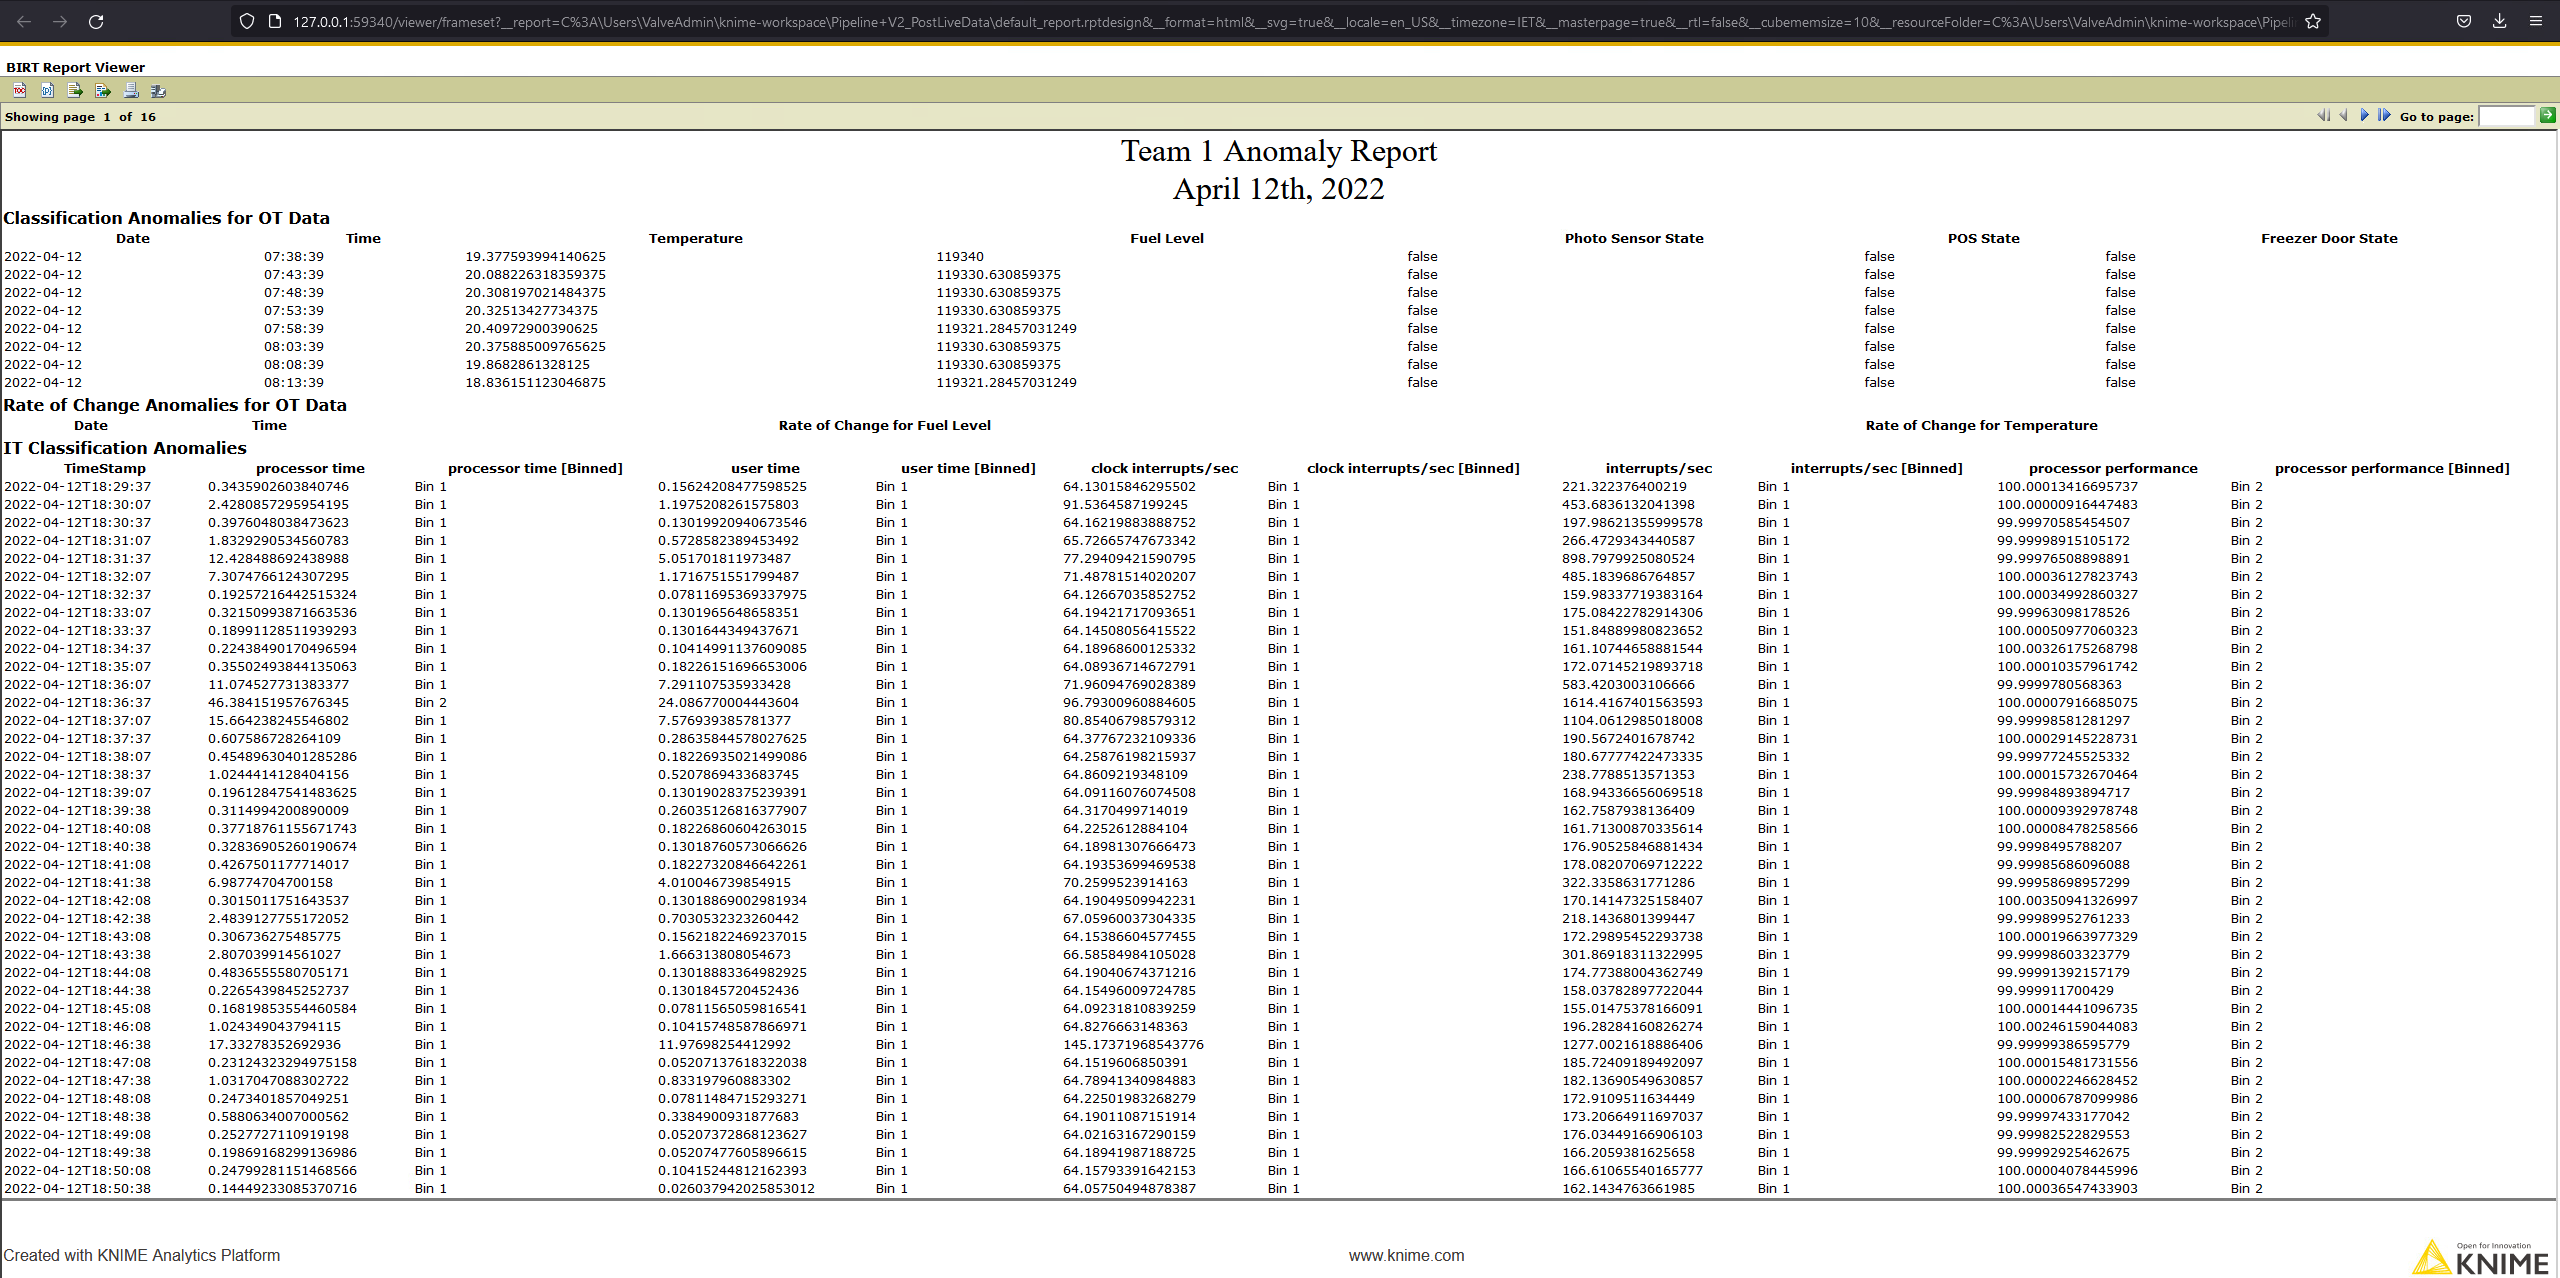 127.0.0.1:59340/viewer/frameset?__report=C%3A\Users\ValveAdmin\knime-workspace\Pipeline+V2_PostLiveData\default_report.rptdesign&__format=html&__svg=true&__locale=en_US&__timezone=IET&__masterpage=true&__rtl=false&__cubememsize=10&__resourceFolder=C%3A\Users\ValveAdmin\knime-workspace\Pipelin
BIRT Report Viewer
Showing page 1 of 16 Go to page:
Team 1 Anomaly Report
April 12th, 2022
Classification Anomalies for OT Data
Date Time Temperature Fuel Level Photo Sensor State POS State Freezer Door State
2022-04-12 07:38:39 19.377593994140625 119340 false false false
2022-04-12 07:43:39 20.088226318359375 119330.630859375 false false false
2022-04-12 07:48:39 20.308197021484375 119330.630859375 false false false
2022-04-12 07:53:39 20.32513427734375 119330.630859375 false false false
2022-04-12 07:58:39 20.40972900390625 119321.28457031249 false false false
2022-04-12 08:03:39 20.375885009765625 119330.630859375 false false false
2022-04-12 08:08:39 19.8682861328125 119330.630859375 false false false
2022-04-12 08:13:39 18.836151123046875 119321.28457031249 false false false
Rate of Change Anomalies for OT Data
Date Time Rate of Change for Fuel Level Rate of Change for Temperature
IT Classification Anomalies
TimeStamp processor time processor time [Binned] user time user time [Binned] clock interrupts/sec clock interrupts/sec [Binned] interrupts/sec interrupts/sec [Binned] processor performance processor performance [Binned]
2022-04-12T18:29:37 0.3435902603840746 Bin 1 0.15624208477598525 Bin 1 64.13015846295502 Bin 1 221.322376400219 Bin 1 100.00013416695737 Bin 2
2022-04-12T18:30:07 2.4280857295954195 Bin 1 1.1975208261575803 Bin 1 91.5364587199245 Bin 1 453.6836132041398 Bin 1 100.00000916447483 Bin 2
2022-04-12T18:30:37 0.3976048038473623 Bin 1 0.13019920940673546 Bin 1 64.16219883888752 Bin 1 197.98621355999578 Bin 1 99.99970585454507 Bin 2
2022-04-12T18:31:07 1.8329290534560783 Bin 1 0.5728582389453492 Bin 1 65.72665747673342 Bin 1 266.4729343440587 Bin 1 99.99998915105172 Bin 2
2022-04-12T18:31:37 12.428488692438988 Bin 1 5.051701811973487 Bin 1 77.29409421590795 Bin 1 898.7979925080524 Bin 1 99.99976508898891 Bin 2
2022-04-12T18:32:07 7.3074766124307295 Bin 1 1.1716751551799487 Bin 1 71.48781514020207 Bin 1 485.1839686764857 Bin 1 100.00036127823743 Bin 2
2022-04-12T18:32:37 0.19257216442515324 Bin 1 0.07811695369337975 Bin 1 64.12667035852752 Bin 1 159.98337719383164 Bin 1 100.00034992860327 Bin 2
2022-04-12T18:33:07 0.32150993871663536 Bin 1 0.1301965648658351 Bin 1 64.19421717093651 Bin 1 175.08422782914306 Bin 1 99.99963098178526 Bin 2
2022-04-12T18:33:37 0.18991128511939293 Bin 1 0.1301644349437671 Bin 1 64.14508056415522 Bin 1 151.84889980823652 Bin 1 100.00050977060323 Bin 2
2022-04-12T18:34:37 0.22438490170496594 Bin 1 0.10414991137609085 Bin 1 64.18968600125332 Bin 1 161.10744658881544 Bin 1 100.00326175268798 Bin 2
2022-04-12T18:35:07 0.35502493844135063 Bin 1 0.18226151696653006 Bin 1 64.08936714672791 Bin 1 172.07145219893718 Bin 1 100.00010357961742 Bin 2
2022-04-12T18:36:07 11.074527731383377 Bin 1 7.291107535933428 Bin 1 71.96094769028389 Bin 1 583.4203003106666 Bin 1 99.9999780568363 Bin 2
2022-04-12T18:36:37 46.384151957676345 Bin 2 24.086770004443604 Bin 1 96.79300960884605 Bin 1 1614.4167401563593 Bin 1 100.00007916685075 Bin 2
2022-04-12T18:37:07 15.664238245546802 Bin 1 7.576939385781377 Bin 1 80.85406798579312 Bin 1 1104.0612985018008 Bin 1 99.99998581281297 Bin 2
2022-04-12T18:37:37 0.607586728264109 Bin 1 0.28635844578027625 Bin 1 64.37767232109336 Bin 1 190.5672401678742 Bin 1 100.00029145228731 Bin 2
2022-04-12T18:38:07 0.45489630401285286 Bin 1 0.18226935021499086 Bin 1 64.25876198215937 Bin 1 180.67777422473335 Bin 1 99.99977245525332 Bin 2
2022-04-12T18:38:37 1.0244414128404156 Bin 1 0.5207869433683745 Bin 1 64.8609219348109 Bin 1 238.7788513571353 Bin 1 100.00015732670464 Bin 2
2022-04-12T18:39:07 0.19612847541483625 Bin 1 0.13019028375239391 Bin 1 64.09116076074508 Bin 1 168.94336656069518 Bin 1 99.99984893894717 Bin 2
2022-04-12T18:39:38 0.3114994200890009 Bin 1 0.26035126816377907 Bin 1 64.3170499714019 Bin 1 162.7587938136409 Bin 1 100.00009392978748 Bin 2
2022-04-12T18:40:08 0.37718761155671743 Bin 1 0.18226860604263015 Bin 1 64.2252612884104 Bin 1 161.71300870335614 Bin 1 100.00008478258566 Bin 2
2022-04-12T18:40:38 0.32836905260190674 Bin 1 0.13018760573066626 Bin 1 64.18981307666473 Bin 1 176.90525846881434 Bin 1 99.9998495788207 Bin 2
2022-04-12T18:41:08 0.4267501177714017 Bin 1 0.18227320846642261 Bin 1 64.19353699469538 Bin 1 178.08207069712222 Bin 1 99.99985686096088 Bin 2
2022-04-12T18:41:38 6.98774704700158 Bin 1 4.010046739854915 Bin 1 70.2599523914163 Bin 1 322.3358631771286 Bin 1 99.99958698957299 Bin 2
2022-04-12T18:42:08 0.3015011751643537 Bin 1 0.13018869002981934 Bin 1 64.19049509942231 Bin 1 170.14147325158407 Bin 1 100.00350941326997 Bin 2
2022-04-12T18:42:38 2.4839127755172052 Bin 1 0.7030532323260442 Bin 1 67.05960037304335 Bin 1 218.1436801399447 Bin 1 99.99989952761233 Bin 2
2022-04-12T18:43:08 0.306736275485775 Bin 1 0.15621822469237015 Bin 1 64.15386604577455 Bin 1 172.29895452293738 Bin 1 100.00019663977329 Bin 2
2022-04-12T18:43:38 2.807039914561027 Bin 1 1.666313808054673 Bin 1 66.58584984105028 Bin 1 301.86918311322995 Bin 1 99.99998603323779 Bin 2
2022-04-12T18:44:08 0.4836555580705171 Bin 1 0.13018883364982925 Bin 1 64.19040674371216 Bin 1 174.77388004362749 Bin 1 99.99991392157179 Bin 2
2022-04-12T18:44:38 0.2265439845252737 Bin 1 0.1301845720452436 Bin 1 64.15496009724785 Bin 1 158.03782897722044 Bin 1 99.999911700429 Bin 2
2022-04-12T18:45:08 0.16819853554460584 Bin 1 0.07811565059816541 Bin 1 64.09231810839259 Bin 1 155.01475378166091 Bin 1 100.00014441096735 Bin 2
2022-04-12T18:46:08 1.024349043794115 Bin 1 0.10415748587866971 Bin 1 64.8276663148363 Bin 1 196.28284160826274 Bin 1 100.00246159044083 Bin 2
2022-04-12T18:46:38 17.33278352692936 Bin 1 11.97698254412992 Bin 1 145.17371968543776 Bin 1 1277.0021618886406 Bin 1 99.99999386595779 Bin 2
2022-04-12T18:47:08 0.23124323294975158 Bin 1 0.05207137618322038 Bin 1 64.1519606850391 Bin 1 185.72409189492097 Bin 1 100.00015481731556 Bin 2
2022-04-12T18:47:38 1.0317047088302722 Bin 1 0.833197960883302 Bin 1 64.78941340984883 Bin 1 182.13690549630857 Bin 1 100.00002246628452 Bin 2
2022-04-12T18:48:08 0.2473401857049251 Bin 1 0.07811484715293271 Bin 1 64.22501983268279 Bin 1 172.9109511634449 Bin 1 100.00006787099986 Bin 2
2022-04-12T18:48:38 0.5880634007000562 Bin 1 0.3384900931877683 Bin 1 64.19011087151914 Bin 1 173.20664911697037 Bin 1 99.99997433177042 Bin 2
2022-04-12T18:49:08 0.2527727110919198 Bin 1 0.05207372868123627 Bin 1 64.02163167290159 Bin 1 176.03449166906103 Bin 1 99.99982522829553 Bin 2
2022-04-12T18:49:38 0.19869168299136986 Bin 1 0.05207477605896615 Bin 1 64.18941987188725 Bin 1 166.2059381625658 Bin 1 99.99992925462675 Bin 2
2022-04-12T18:50:08 0.24799281151468566 Bin 1 0.10415244812162393 Bin 1 64.15793391642153 Bin 1 166.61065540165777 Bin 1 100.00004078445996 Bin 2
2022-04-12T18:50:38 0.14449233085370716 Bin 1 0.026037942025853012 Bin 1 64.05750494878387 Bin 1 162.1434763661985 Bin 1 100.00036547433903 Bin 2
Created with KNIME Analytics Platform www.knime.com Open for Innovation
KNIME